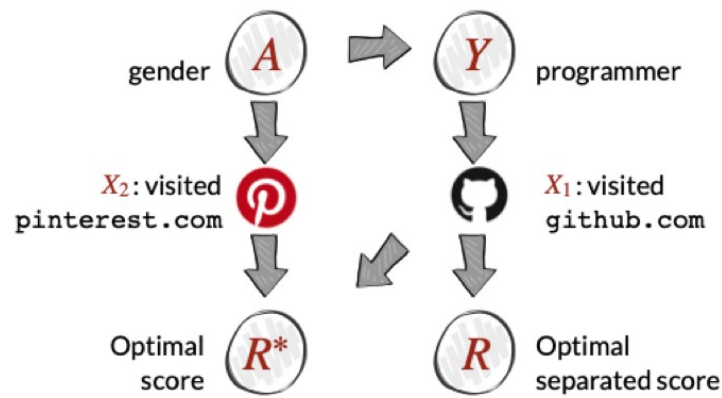 gender
A
Y
programmer
X₂: visited
pinterest.com
X₁: visited
github.com
Optimal
score
R*
R
Optimal
separated score